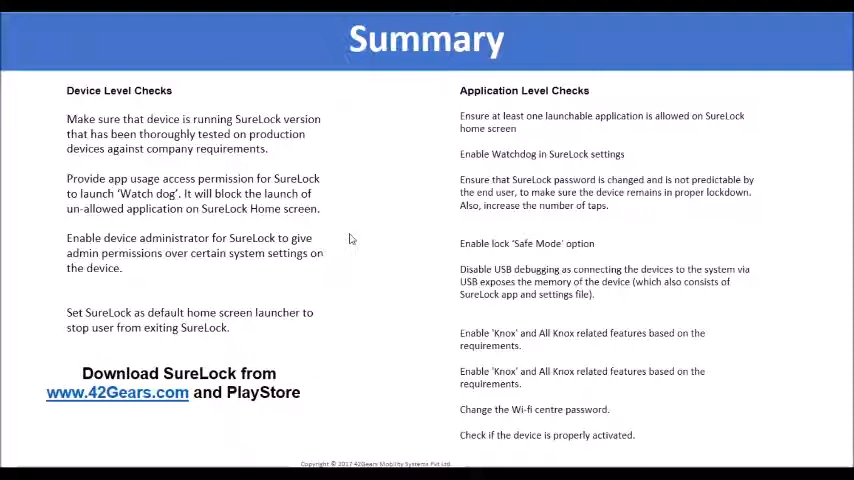 Summary
Device Level Checks
Make sure that device is running SureLock version
that has been thoroughly tested on production
devices against company requirements.
Provide app usage access permission for SureLock
to launch ‘Watch dog’. It will block the launch of
un-allowed application on SureLock Home screen.
Enable device administrator for SureLock to give
admin permissions over certain system settings on
the device.
Set SureLock as default home screen launcher to
stop user from exiting SureLock.
Download SureLock from
www.42Gears.com and PlayStore
Application Level Checks
Ensure at least one launchable application is allowed on SureLock
home screen
Enable Watchdog in SureLock settings
Ensure that SureLock password is changed and is not predictable by
the end user, to make sure the device remains in proper lockdown.
Also, increase the number of taps.
Enable lock ‘Safe Mode’ option
Disable USB debugging as connecting the devices to the system via
USB exposes the memory of the device (which also consists of
SureLock app and settings file).
Enable 'Knox' and All Knox related features based on the
requirements.
Enable 'Knox' and All Knox related features based on the
requirements.
Change the Wi-fi centre password.
Check if the device is properly activated.
Copyright © 2017 42Gears Mobility Systems Pvt Ltd.